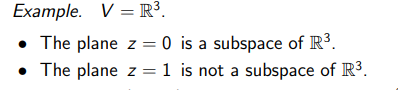 Example. V = ℝ³.
• The plane z = 0 is a subspace of ℝ³.
• The plane z = 1 is not a subspace of ℝ³.